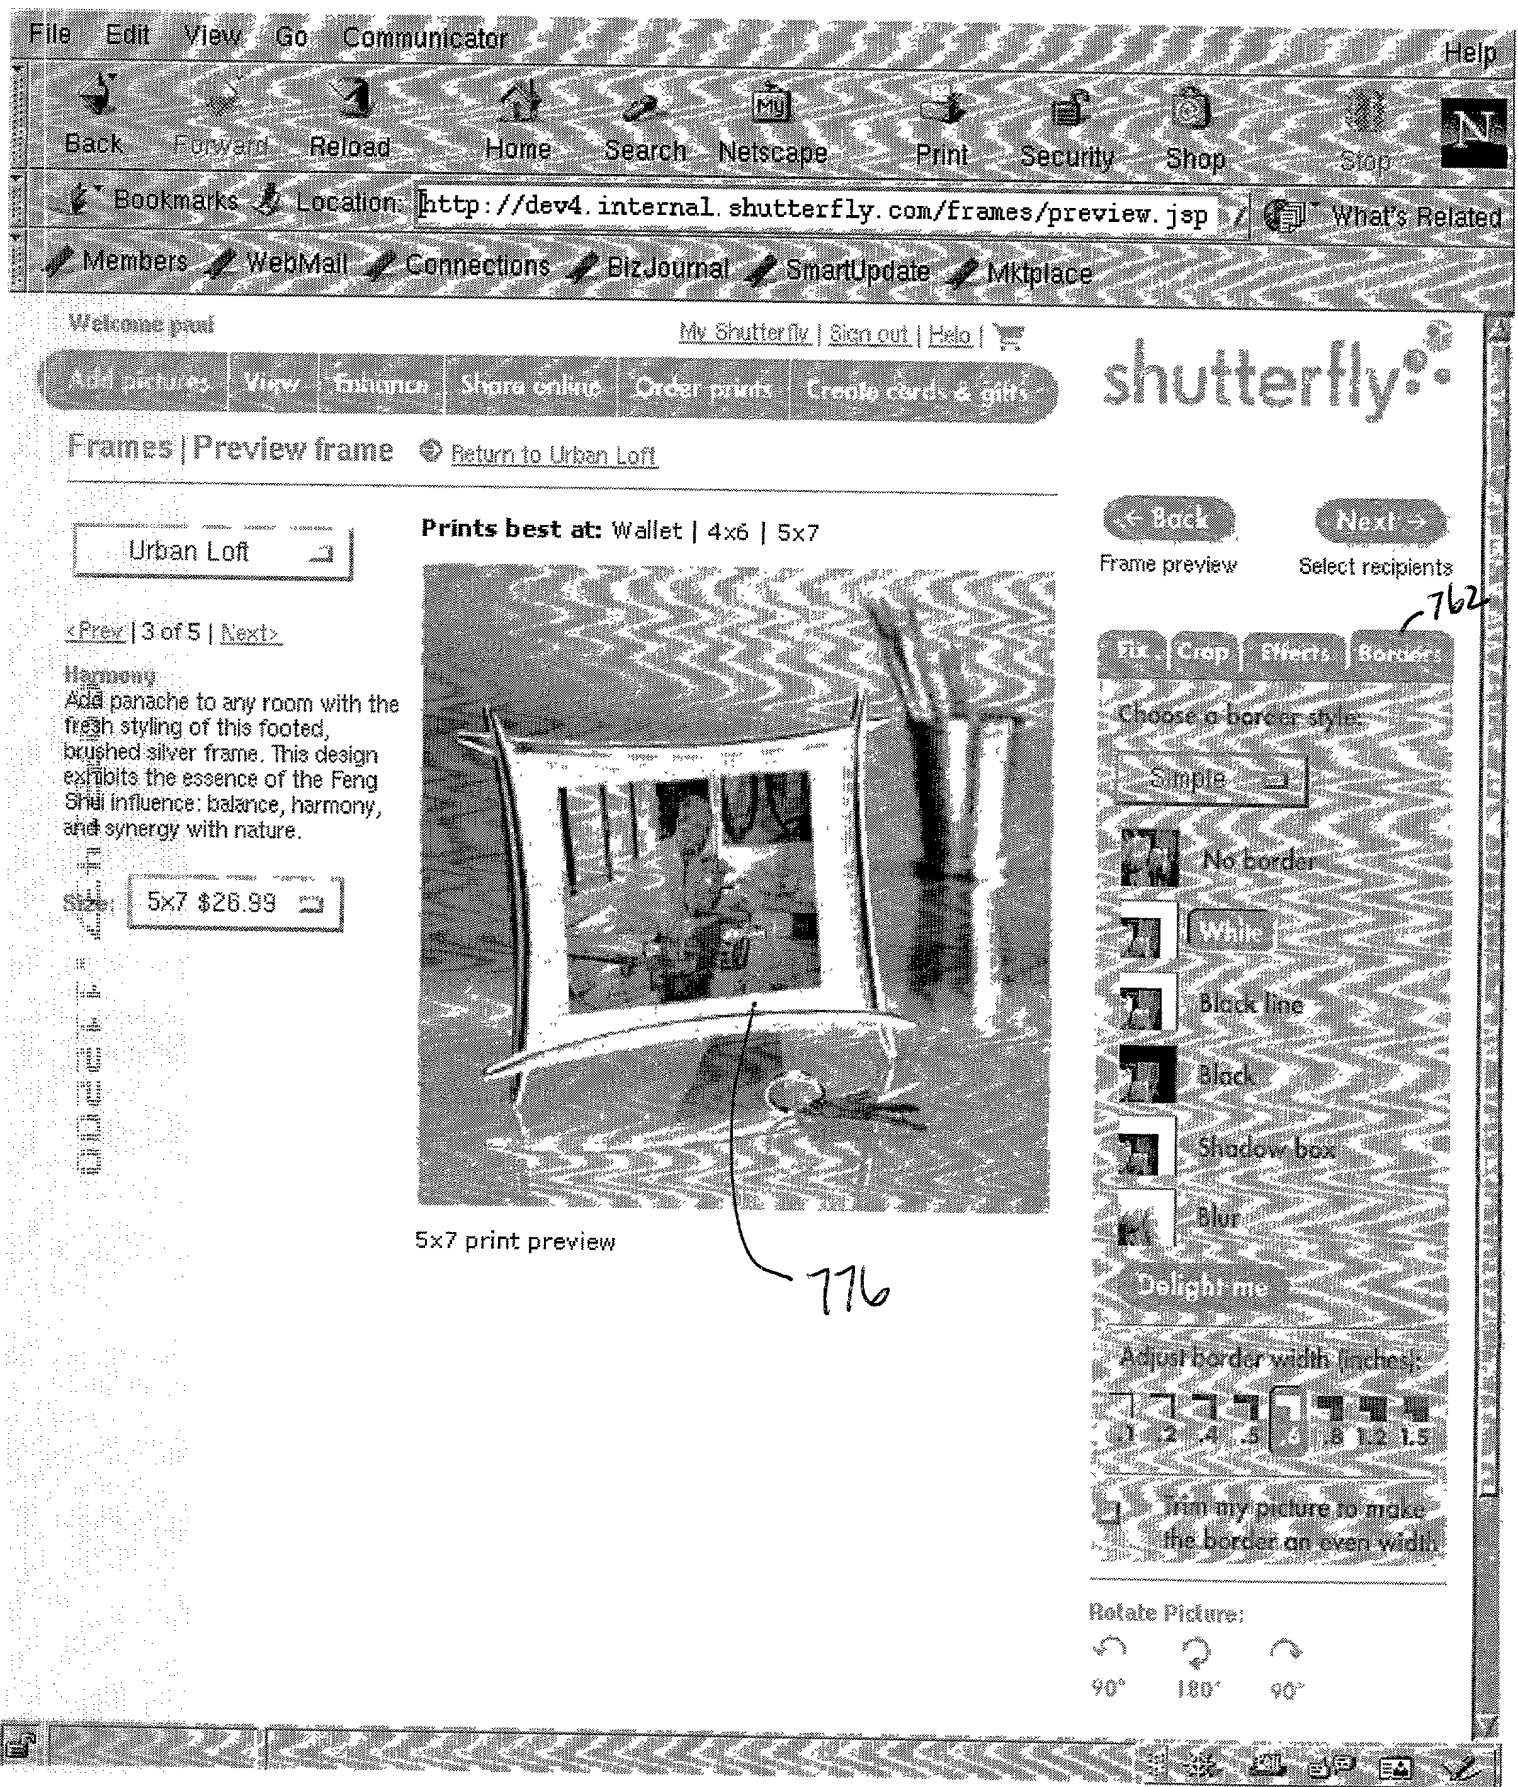 File Edit View Go Communicator Help
Back Forward Reload Home Search Netscape Print Security Shop Stop
My
N
Bookmarks Location: http://dev4.internal.shutterfly.com/frames/preview.jsp What's Related
Members WebMail Connections BizJournal SmartUpdate Mktplace
Welcome paul
My Shutterfly | Sign out | Help |
shutterfly
Add pictures View Enhance Share online Order prints Create cards & gifts
Frames | Preview frame Return to Urban Loft
← Back Next →
Frame preview Select recipients
Urban Loft
Prints best at: Wallet | 4x6 | 5x7
762
<Prev | 3 of 5 | Next>
Fix Crop Effects Borders
Harmony
Add panache to any room with the
fresh styling of this footed,
brushed silver frame. This design
exhibits the essence of the Feng
Shui influence: balance, harmony,
and synergy with nature.
Size: 5x7 $26.99
Choose a border style:
Simple
No border
White
Black line
Black
Shadow box
Blur
Delight me
5x7 print preview
776
Adjust border width (inches):
.1 .2 .4 .5 .6 .8 1.2 1.5
Trim my picture to make
the border an even width
Rotate Picture:
90° 180° 90°